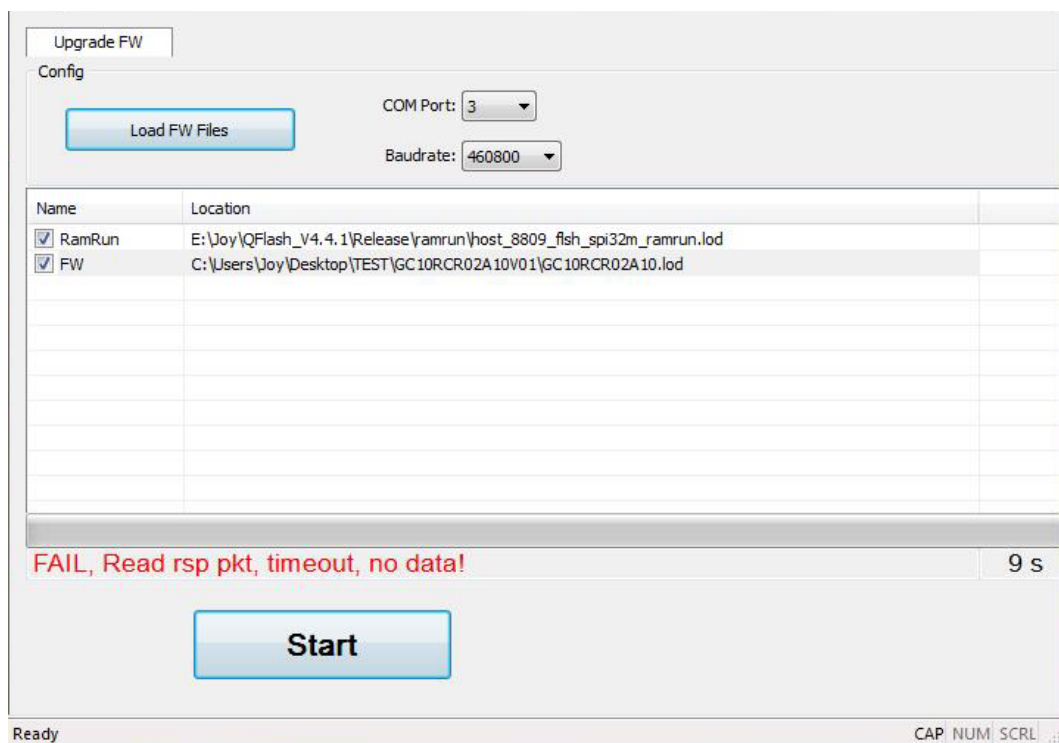 Upgrade FW
Config
Load FW Files
COM Port: 3
Baudrate: 460800
Name Location
RamRun E:\Joy\QFlash_V4.4.1\Release\ramrun\host_8809_flsh_spi32m_ramrun.lod
FW C:\Users\Joy\Desktop\TEST\GC10RCR02A10V01\GC10RCR02A10.lod
FAIL, Read rsp pkt, timeout, no data! 9 s
Start
Ready CAP NUM SCRL